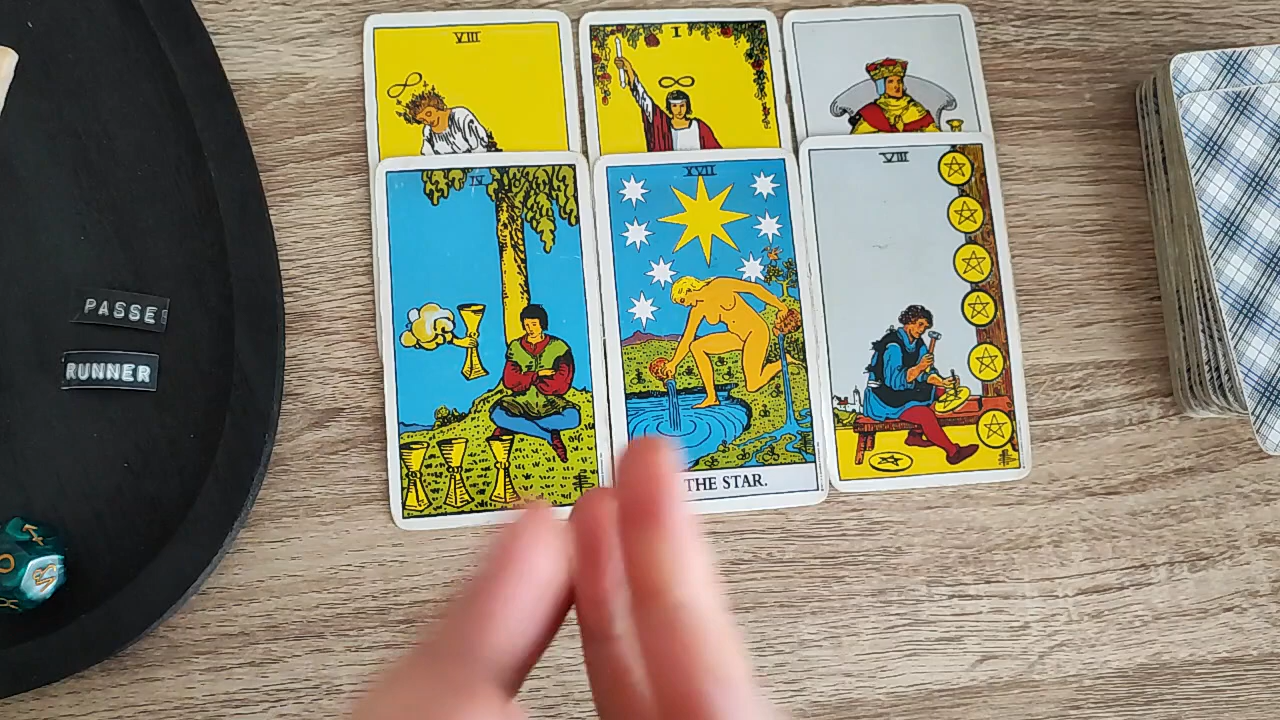 VIII
I
IV
XVII
VIII
PASSE
RUNNER
THE STAR.